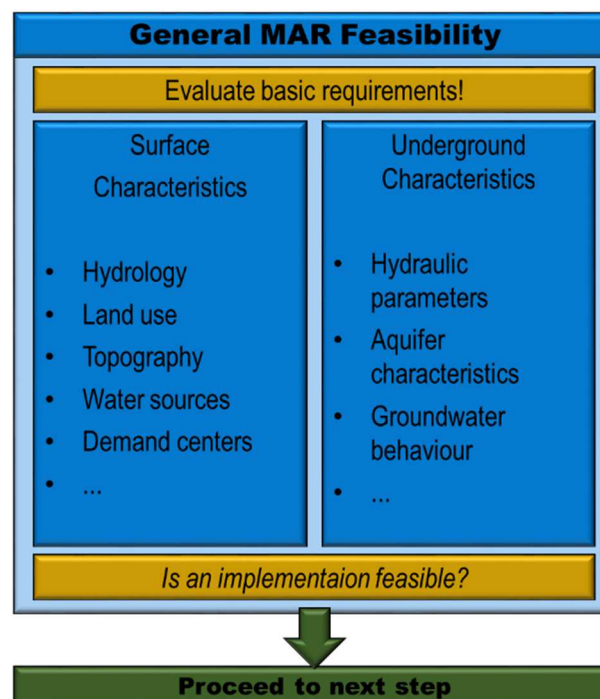 General MAR Feasibility
Evaluate basic requirements!
Surface
Characteristics
• Hydrology
• Land use
• Topography
• Water sources
• Demand centers
• ...
Underground
Characteristics
• Hydraulic
parameters
• Aquifer
characteristics
• Groundwater
behaviour
• ...
Is an implementaion feasible?
Proceed to next step